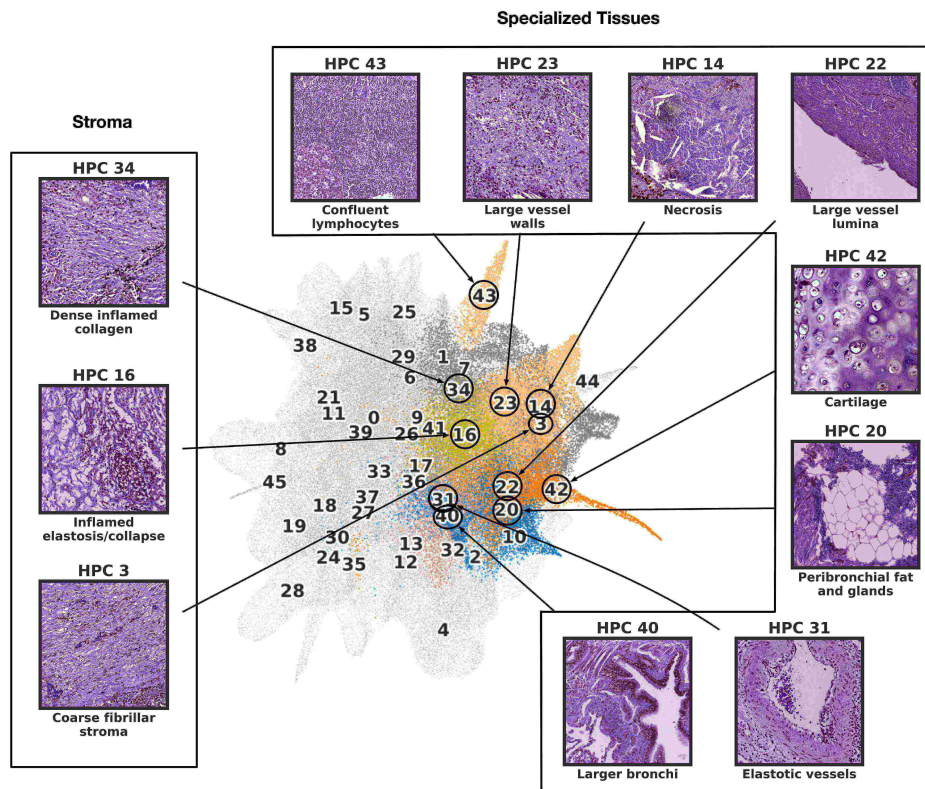 Specialized Tissues
HPC 43
HPC 23
HPC 14
HPC 22
Confluent
lymphocytes
Large vessel
walls
Necrosis
Large vessel
lumina
Stroma
HPC 34
Dense inflamed
collagen
HPC 16
Inflamed
elastosis/collapse
HPC 3
Coarse fibrillar
stroma
HPC 42
Cartilage
HPC 20
Peribronchial fat
and glands
HPC 40
Larger bronchi
HPC 31
Elastotic vessels
43
15
5
25
38
29
1
7
6
34
44
21
11
0
9
23
14
3
39
26
41
16
8
33
17
45
36
22
42
18
37
31
27
40
20
19
30
10
24
35
13
12
32
2
28
4